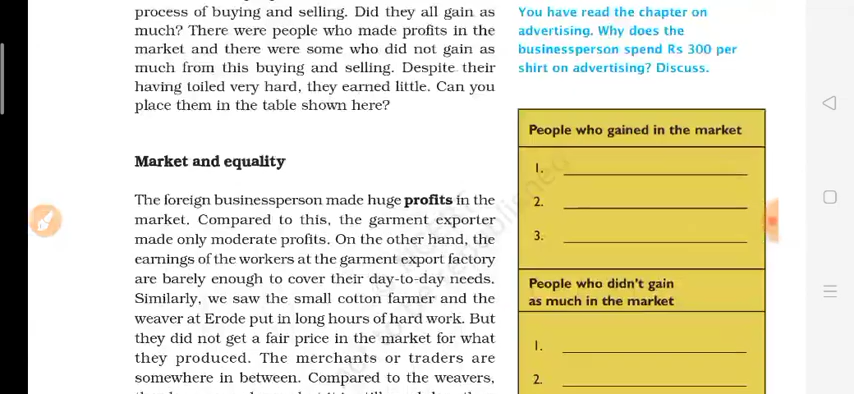 process of buying and selling. Did they all gain as
much? There were people who made profits in the
market and there were some who did not gain as
much from this buying and selling. Despite their
having toiled very hard, they earned little. Can you
place them in the table shown here?
Market and equality
The foreign businessperson made huge profits in the
market. Compared to this, the garment exporter
made only moderate profits. On the other hand, the
earnings of the workers at the garment export factory
are barely enough to cover their day-to-day needs.
Similarly, we saw the small cotton farmer and the
weaver at Erode put in long hours of hard work. But
they did not get a fair price in the market for what
they produced. The merchants or traders are
somewhere in between. Compared to the weavers,
You have read the chapter on
advertising. Why does the
businessperson spend Rs 300 per
shirt on advertising? Discuss.
People who gained in the market
1.
2.
3.
People who didn't gain
as much in the market
1.
2.